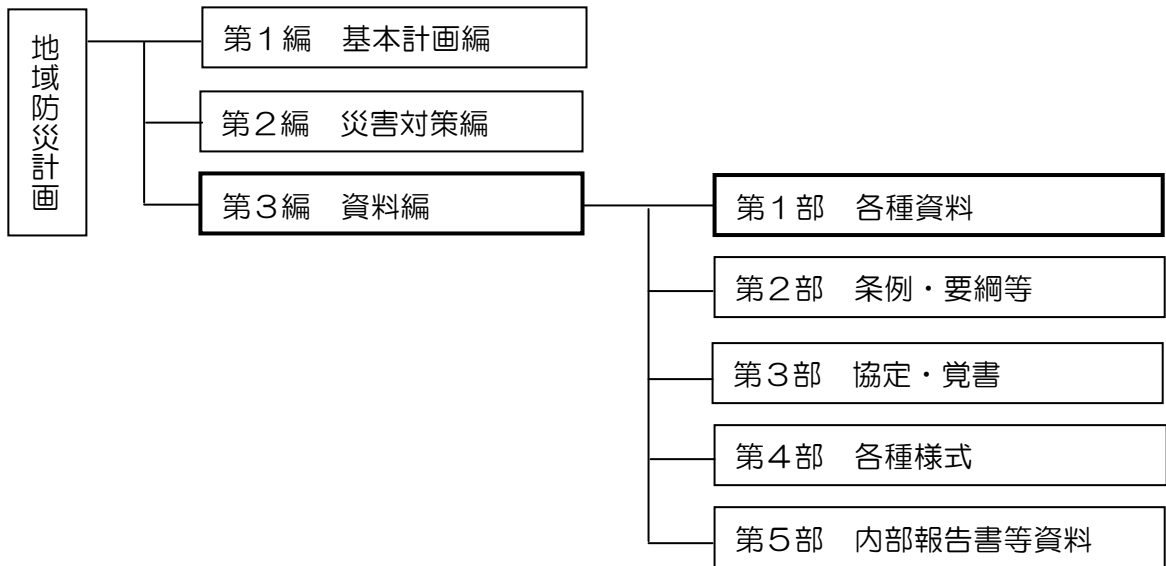 地域防災計画
第１編　基本計画編
第２編　災害対策編
第３編　資料編
第１部　各種資料
第２部　条例・要綱等
第３部　協定・覚書
第４部　各種様式
第５部　内部報告書等資料